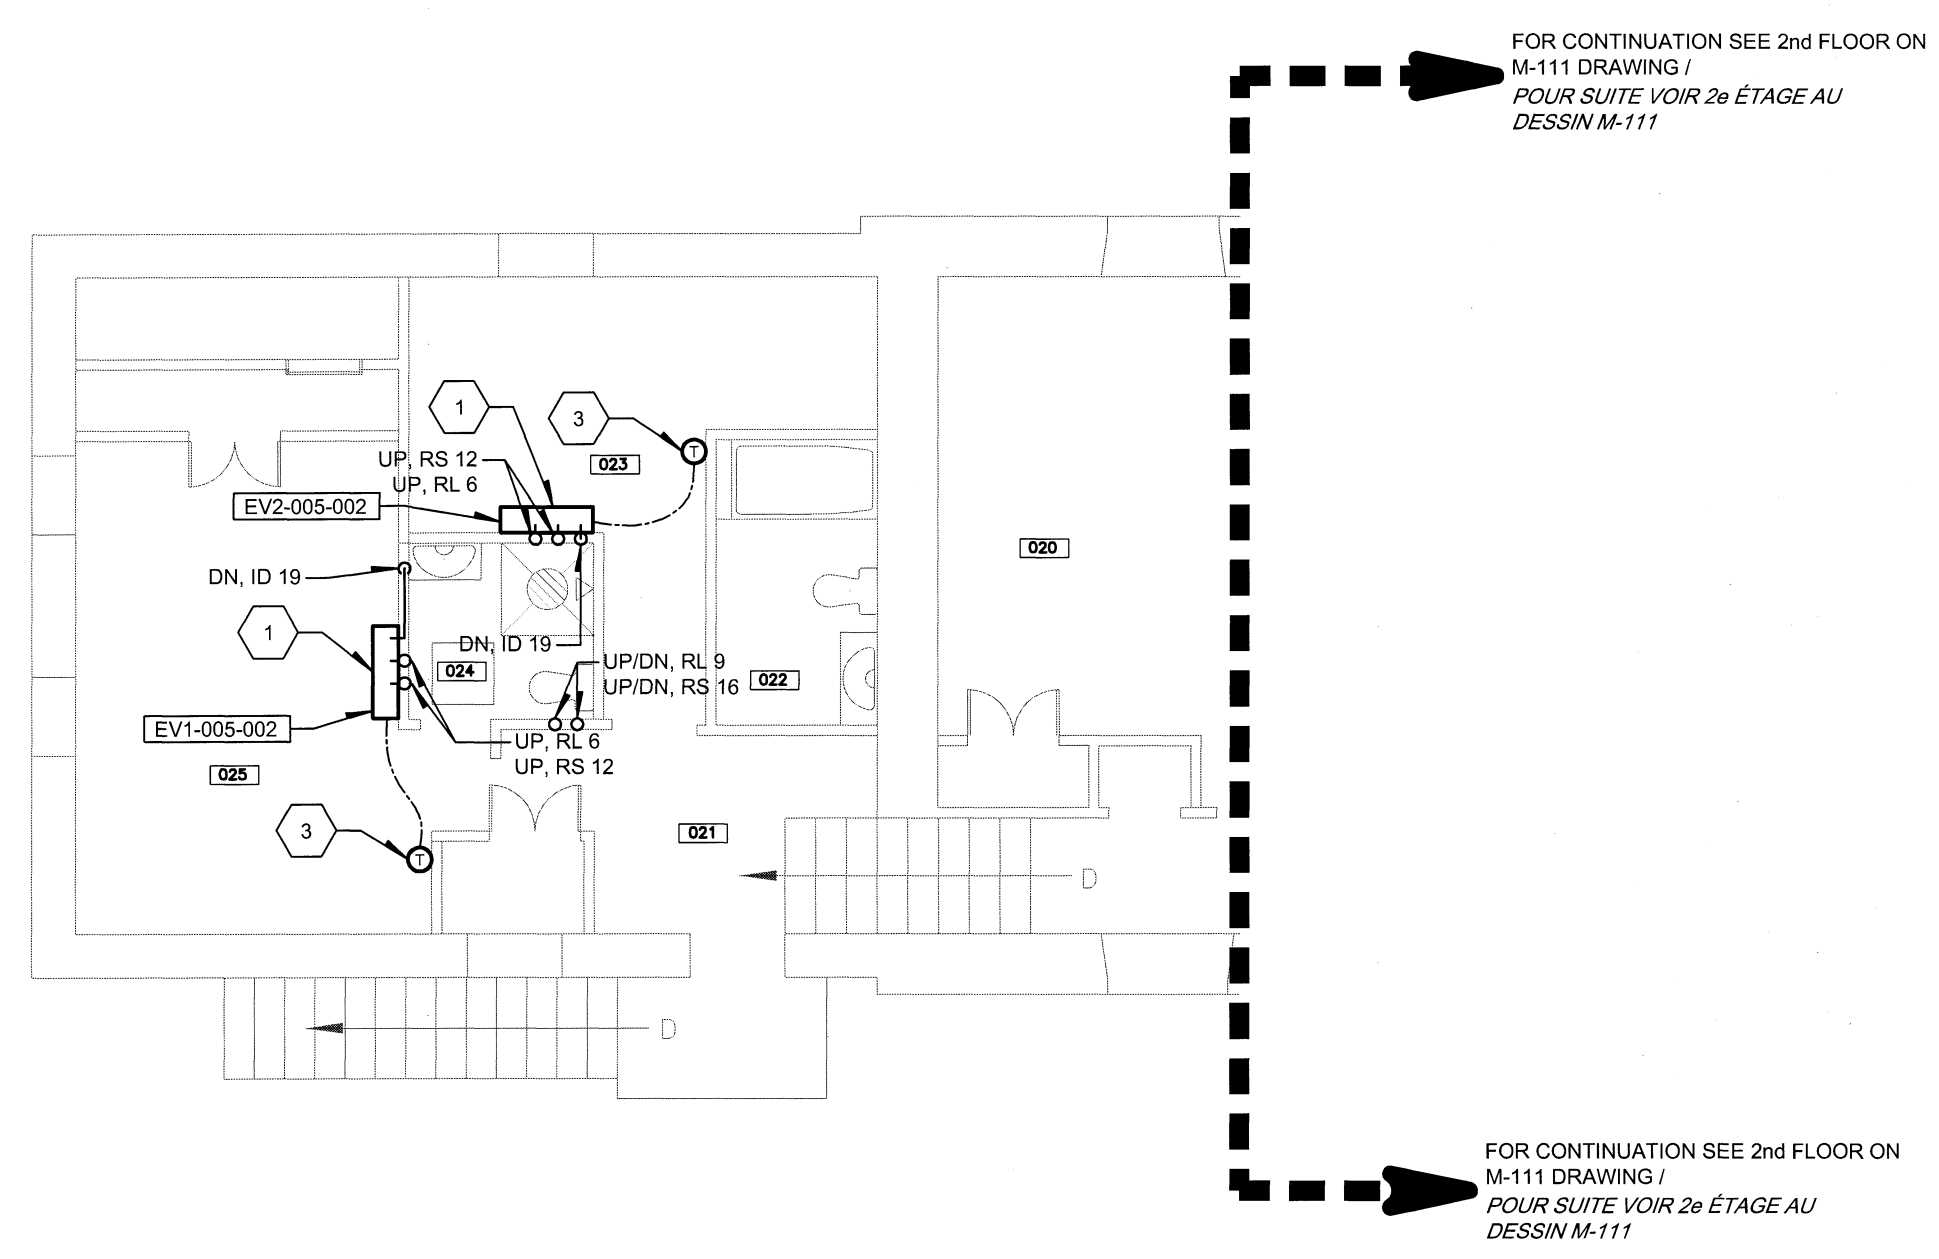 FOR CONTINUATION SEE 2nd FLOOR ON
M-111 DRAWING /
POUR SUITE VOIR 2e ÉTAGE AU
DESSIN M-111
1
3
T
UP, RS 12
UP, RL 6
023
EV2-005-002
020
DN, ID 19
1
DN, ID 19
024
UP/DN, RL 9
UP/DN, RS 16
022
EV1-005-002
UP, RL 6
UP, RS 12
025
3
T
021
D
D
FOR CONTINUATION SEE 2nd FLOOR ON
M-111 DRAWING /
POUR SUITE VOIR 2e ÉTAGE AU
DESSIN M-111